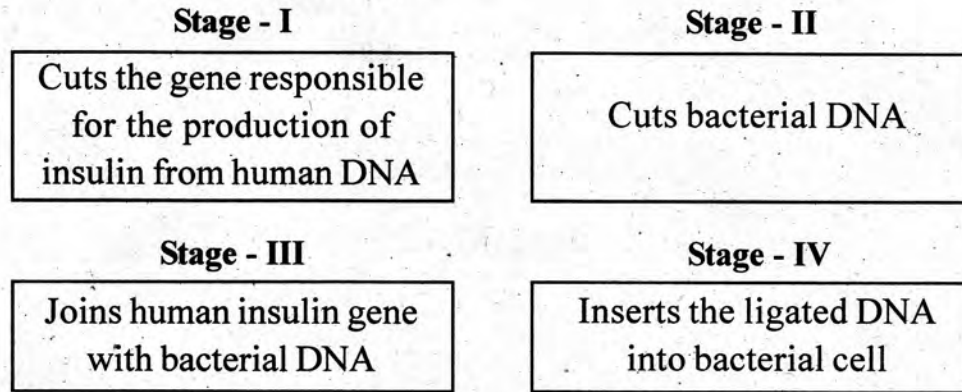 Stage - I
Cuts the gene responsible
for the production of
insulin from human DNA
Stage - II
Cuts bacterial DNA
Stage - III
Joins human insulin gene
with bacterial DNA
Stage - IV
Inserts the ligated DNA
into bacterial cell